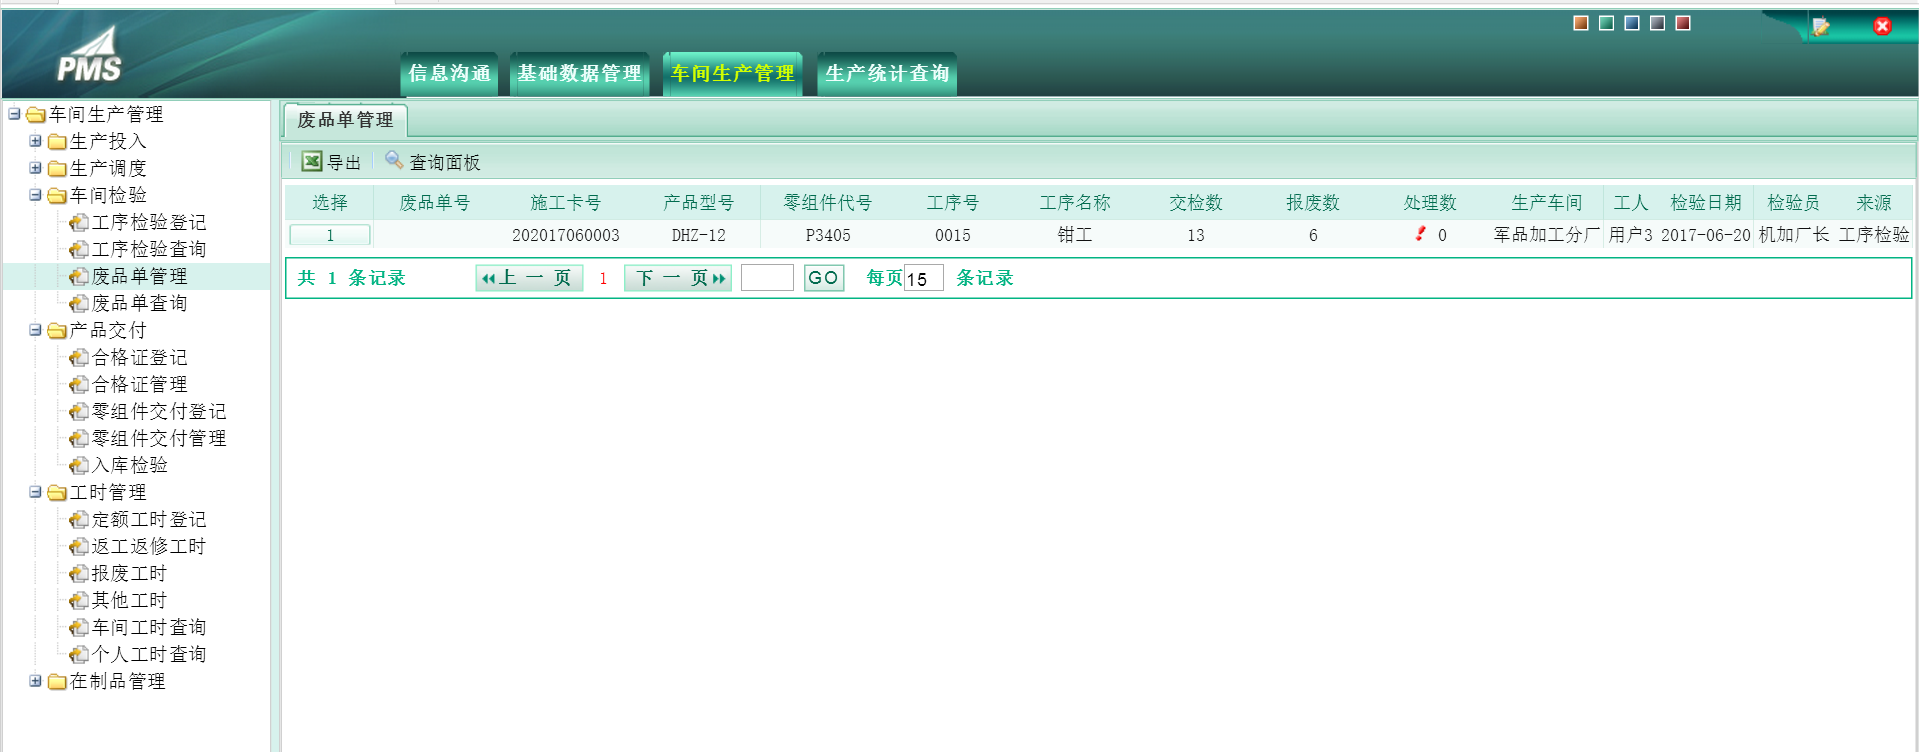 PMS
信息沟通 基础数据管理 车间生产管理 生产统计查询
车间生产管理
生产投入
生产调度
车间检验
工序检验登记
工序检验查询
废品单管理
废品单查询
产品交付
合格证登记
合格证管理
零组件交付登记
零组件交付管理
入库检验
工时管理
定额工时登记
返工返修工时
报废工时
其他工时
车间工时查询
个人工时查询
在制品管理
废品单管理
导出 查询面板
选择 废品单号 施工卡号 产品型号 零组件代号 工序号 工序名称 交检数 报废数 处理数 生产车间 工人 检验日期 检验员 来源
1 202017060003 DHZ-12 P3405 0015 钳工 13 6 0 军品加工分厂 用户3 2017-06-20 机加厂长 工序检验
共 1 条记录 上一页 1 下一页 GO 每页 15 条记录